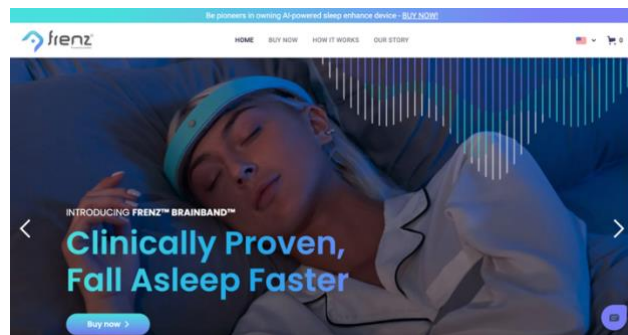 Be pioneers in owning AI-powered sleep enhance device - BUY NOW!
frenz
HOME BUY NOW HOW IT WORKS OUR STORY
0
INTRODUCING FRENZ™ BRAINBAND™
Clinically Proven,
Fall Asleep Faster
Buy now >